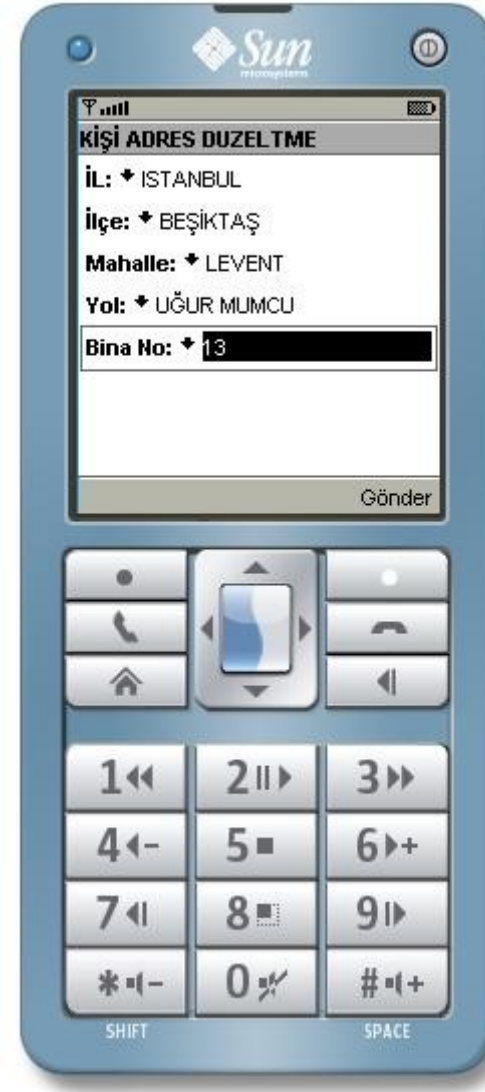 Sun
microsystems
KİŞİ ADRES DUZELTME
İL: ISTANBUL
İlçe: BEŞİKTAŞ
Mahalle: LEVENT
Yol: UĞUR MUMCU
Bina No: 13
Gönder
1 2 3
4 - 5 6 +
7 8 9
* - 0 # +
SHIFT SPACE